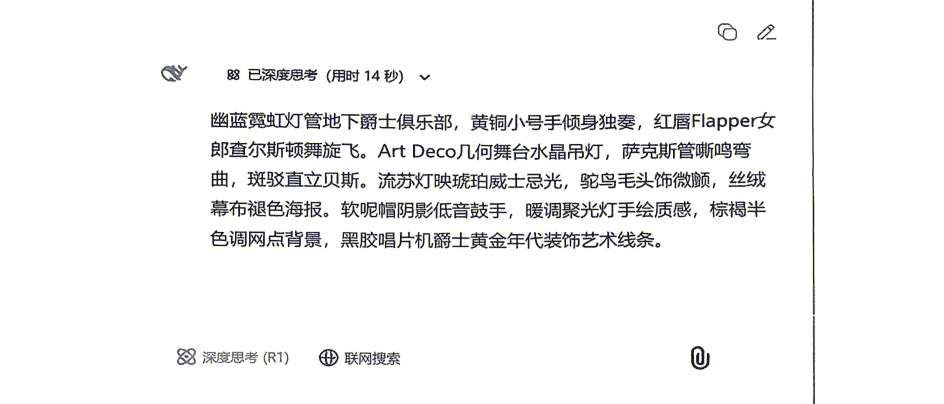 已深度思考 (用时 14 秒)
幽蓝霓虹灯管地下爵士俱乐部，黄铜小号手倾身独奏，红唇Flapper女
郎查尔斯顿舞旋飞。Art Deco几何舞台水晶吊灯，萨克斯管嘶鸣弯
曲，斑驳直立贝斯。流苏灯映琥珀威士忌光，鸵鸟毛头饰微颤，丝绒
幕布褪色海报。软呢帽阴影低音鼓手，暖调聚光灯手绘质感，棕褐半
色调网点背景，黑胶唱片机爵士黄金年代装饰艺术线条。
深度思考 (R1) 联网搜索